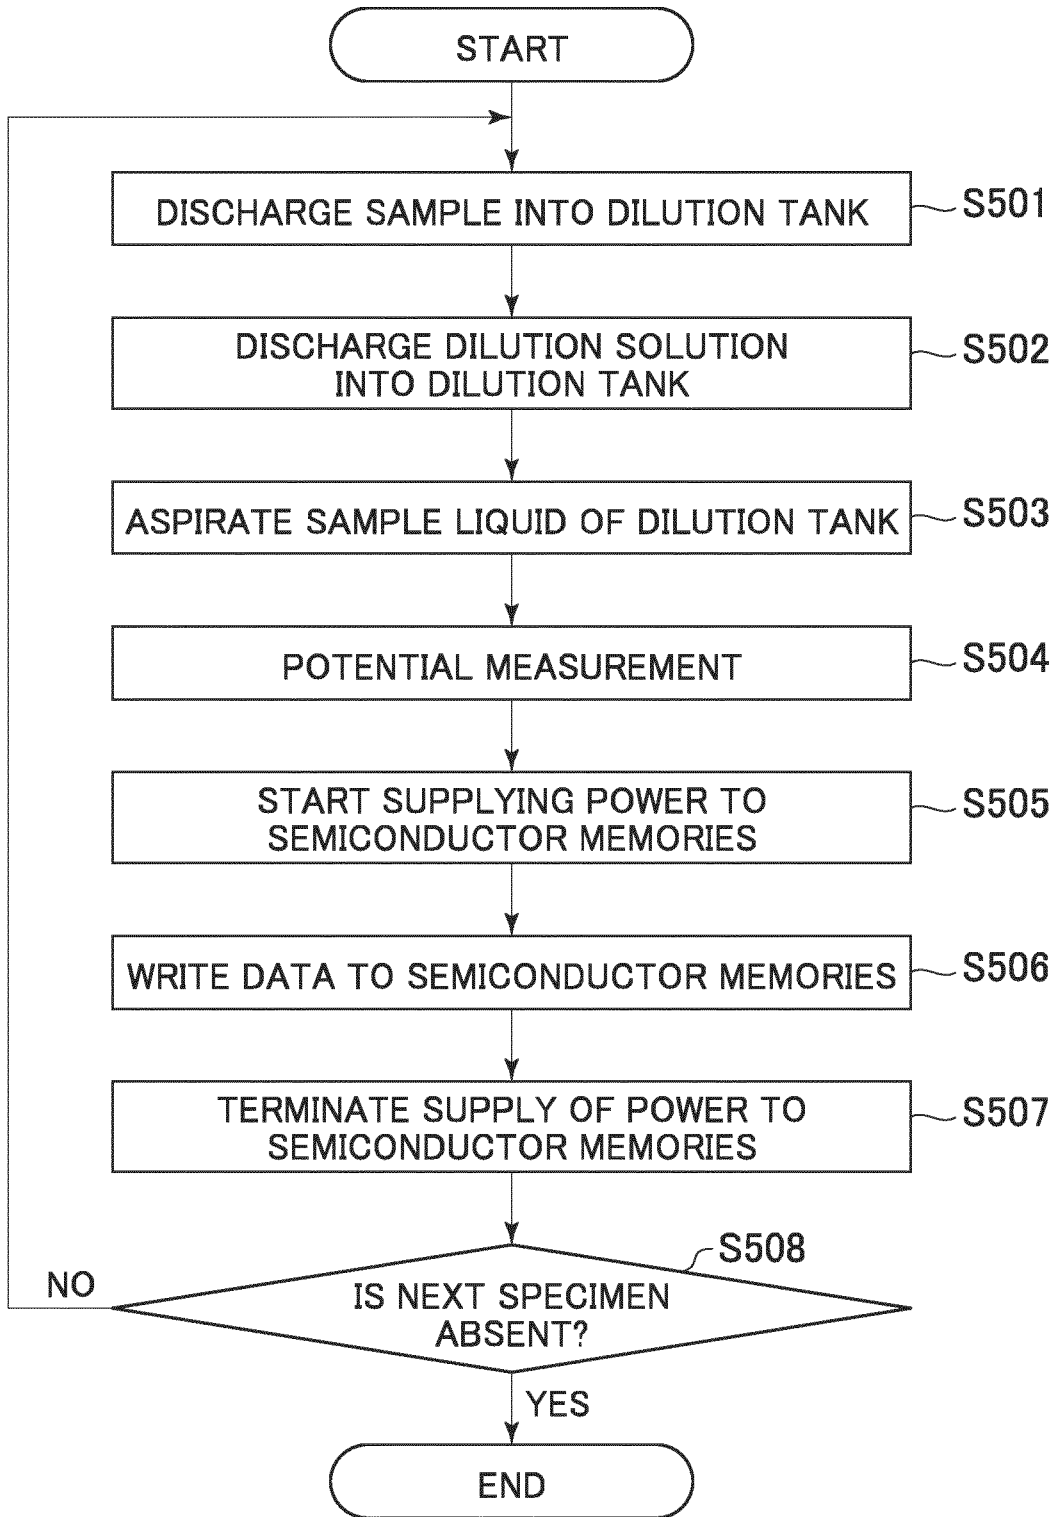 START
DISCHARGE SAMPLE INTO DILUTION TANK
S501
DISCHARGE DILUTION SOLUTION
INTO DILUTION TANK
S502
ASPIRATE SAMPLE LIQUID OF DILUTION TANK
S503
POTENTIAL MEASUREMENT
S504
START SUPPLYING POWER TO
SEMICONDUCTOR MEMORIES
S505
WRITE DATA TO SEMICONDUCTOR MEMORIES
S506
TERMINATE SUPPLY OF POWER TO
SEMICONDUCTOR MEMORIES
S507
S508
NO
IS NEXT SPECIMEN
ABSENT?
YES
END